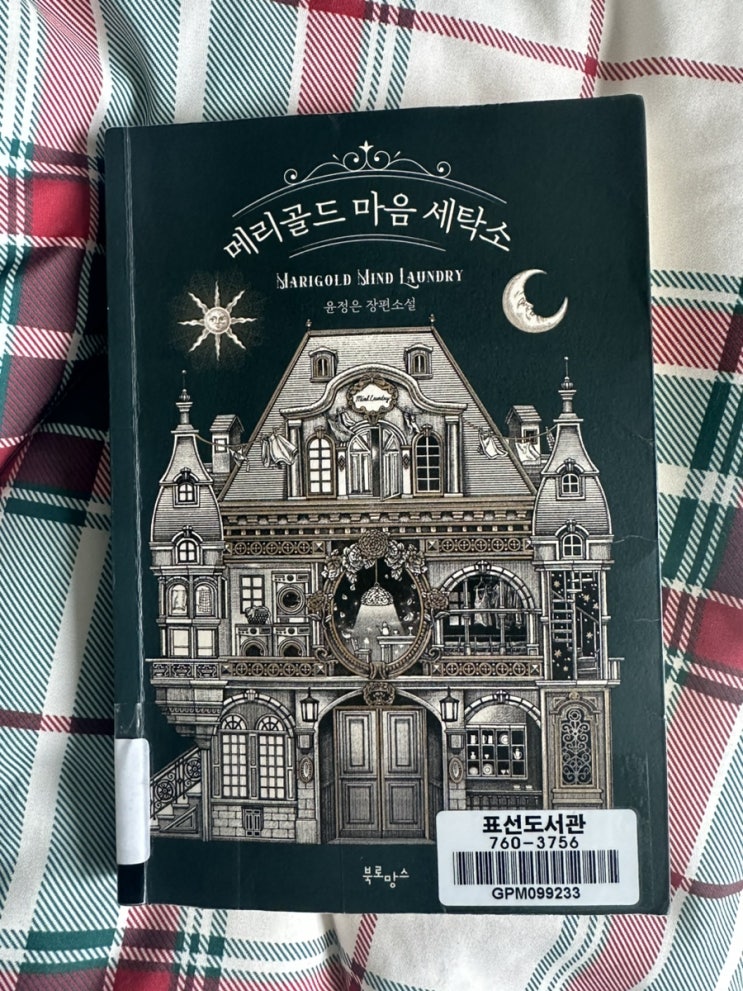 메리골드 마음 세탁소
MARIGOLD MIND LAUNDRY
윤정은 장편소설
Mind Laundry
북로망스
표선도서관
760-3756
GPM099233